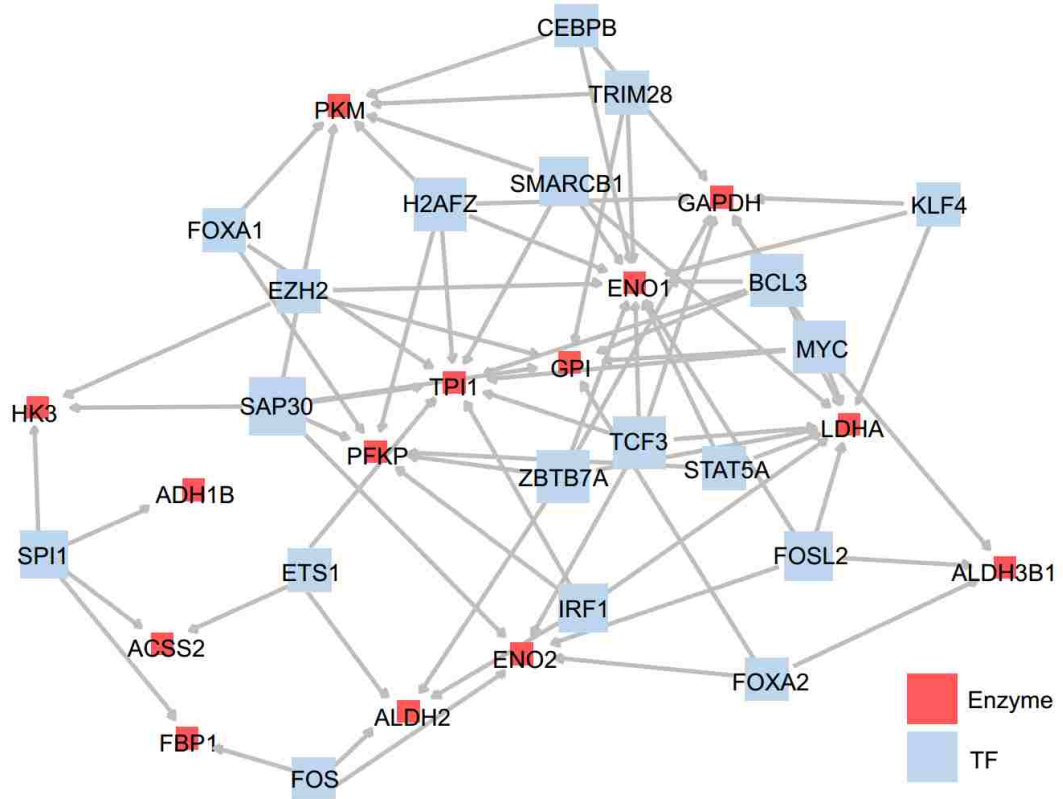 CEBPB
TRIM28
PKM
SMARCB1
H2AFZ
GAPDH
KLF4
FOXA1
EZH2
ENO1
BCL3
MYC
GPI
TPI1
HK3
SAP30
LDHA
TCF3
PFKP
STAT5A
ZBTB7A
ADH1B
SPI1
ETS1
FOSL2
ALDH3B1
IRF1
ACSS2
ENO2
FOXA2
Enzyme
ALDH2
FBP1
TF
FOS